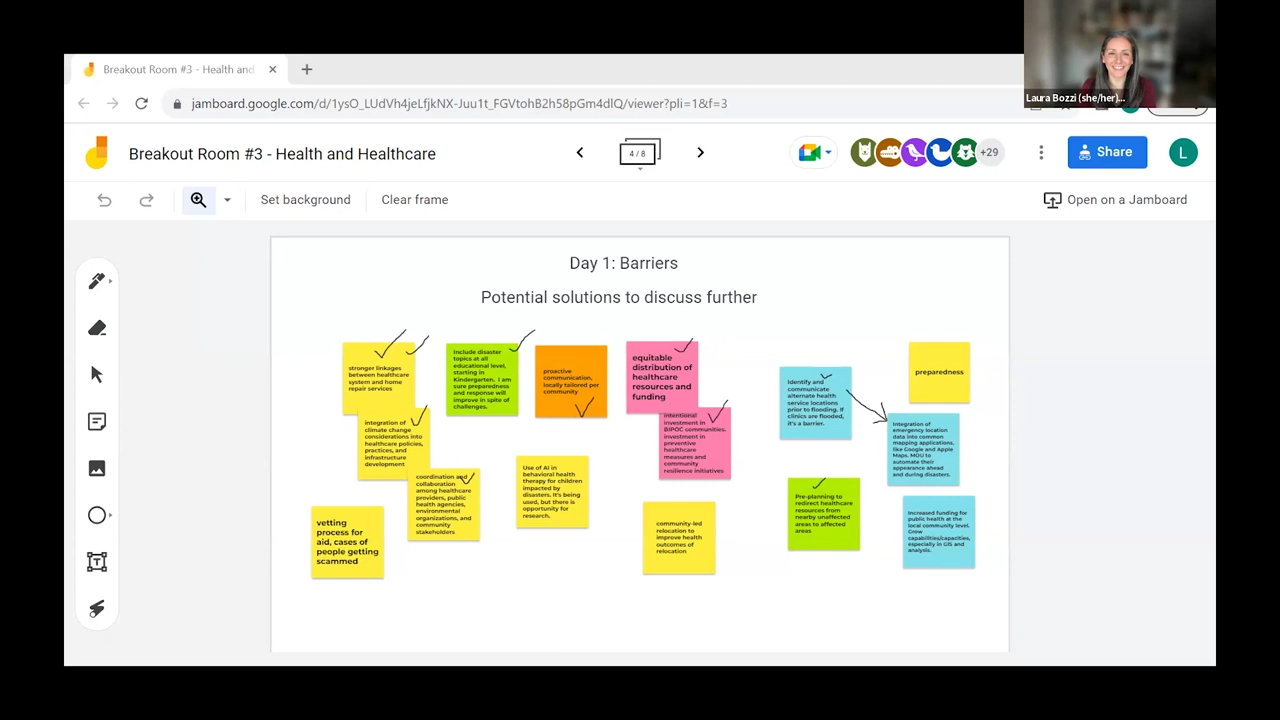 Breakout Room #3 - Health and
jamboard.google.com/d/1ysO_LUdVh4jeLfjkNX-Juu1t_FGVtohB2h58pGm4dlQ/viewer?pli=1&f=3
Laura Bozzi (she/her)...
Breakout Room #3 - Health and Healthcare
4 / 8
+29
Share
L
Set background
Clear frame
Open on a Jamboard
Day 1: Barriers
Potential solutions to discuss further
stronger linkages
between healthcare
system and home
repair services
integration of
climate change
considerations into
healthcare policies,
practices, and
infrastructure
development
coordination and
collaboration
among healthcare
providers, public
health agencies,
environmental
organizations, and
community
stakeholders
vetting
process for
aid, cases of
people getting
scammed
Include disaster
topics at all
educational level,
starting in
Kindergarten. I am
sure preparedness
and response will
improve in spite of
challenges.
proactive
communication,
locally tailored per
community
Use of AI in
behavioral health
therapy for children
impacted by
disasters. It's being
used, but there is
opportunity for
research.
equitable
distribution of
healthcare
resources and
funding
intentional
investment in
BIPOC communities.
investment in
preventive
healthcare
measures and
community
resilience initiatives
community-led
relocation to
improve health
outcomes of
relocation
Identify and
communicate
alternate health
service locations
prior to flooding. If
clinics are flooded,
it's a barrier.
Pre-planning to
redirect healthcare
resources from
nearby unaffected
areas to affected
areas
preparedness
Integration of
emergency location
data into common
mapping applications,
like Google and Apple
Maps. MOU to
automate their
appearance ahead
and during disasters.
Increased funding for
public health at the
local community level.
Grow
capabilities/capacities,
especially in GIS and
analysis.